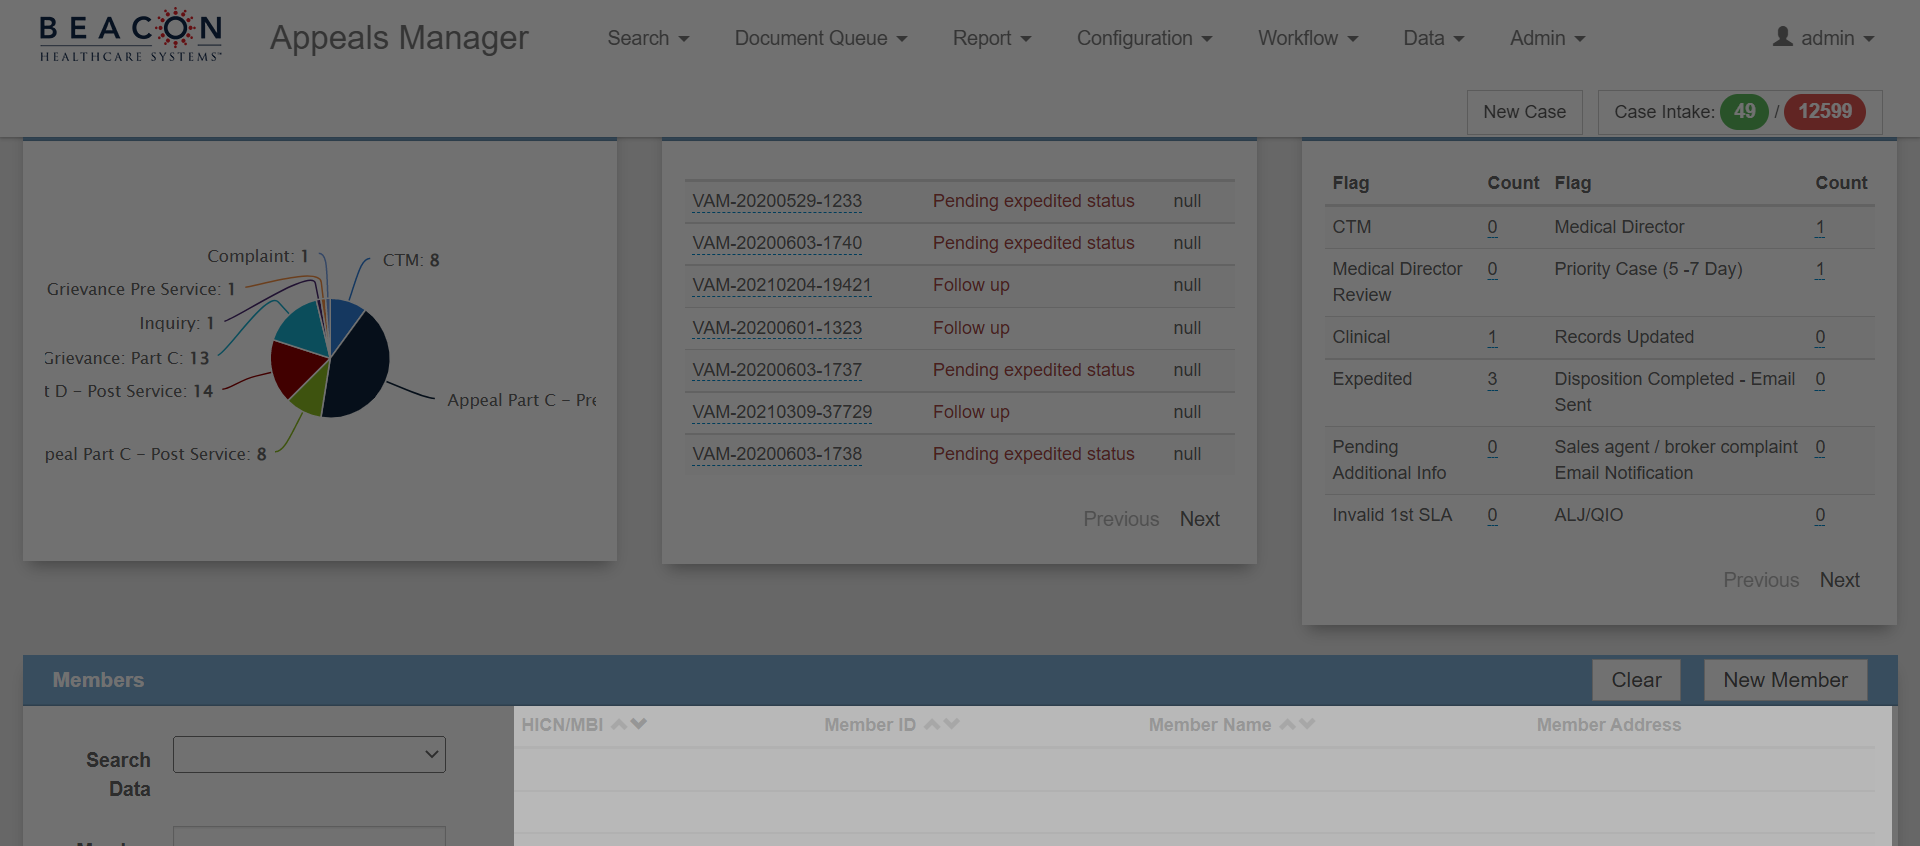 BEACON
HEALTHCARE SYSTEMS™
Appeals Manager
Search
Document Queue
Report
Configuration
Workflow
Data
Admin
admin
New Case
Case Intake: 49 / 12599
Complaint: 1
CTM: 8
Grievance Pre Service: 1
Inquiry: 1
Grievance: Part C: 13
t D - Post Service: 14
Appeal Part C - Pre
peal Part C - Post Service: 8
VAM-20200529-1233 Pending expedited status null
VAM-20200603-1740 Pending expedited status null
VAM-20210204-19421 Follow up null
VAM-20200601-1323 Follow up null
VAM-20200603-1737 Pending expedited status null
VAM-20210309-37729 Follow up null
VAM-20200603-1738 Pending expedited status null
Previous Next
Flag Count Flag Count
CTM 0 Medical Director 1
Medical Director 0 Priority Case (5 -7 Day) 1
Review
Clinical 1 Records Updated 0
Expedited 3 Disposition Completed - Email 0
Sent
Pending 0 Sales agent / broker complaint 0
Additional Info Email Notification
Invalid 1st SLA 0 ALJ/QIO 0
Previous Next
Members
Clear
New Member
Search
Data
HICN/MBI Member ID Member Name Member Address